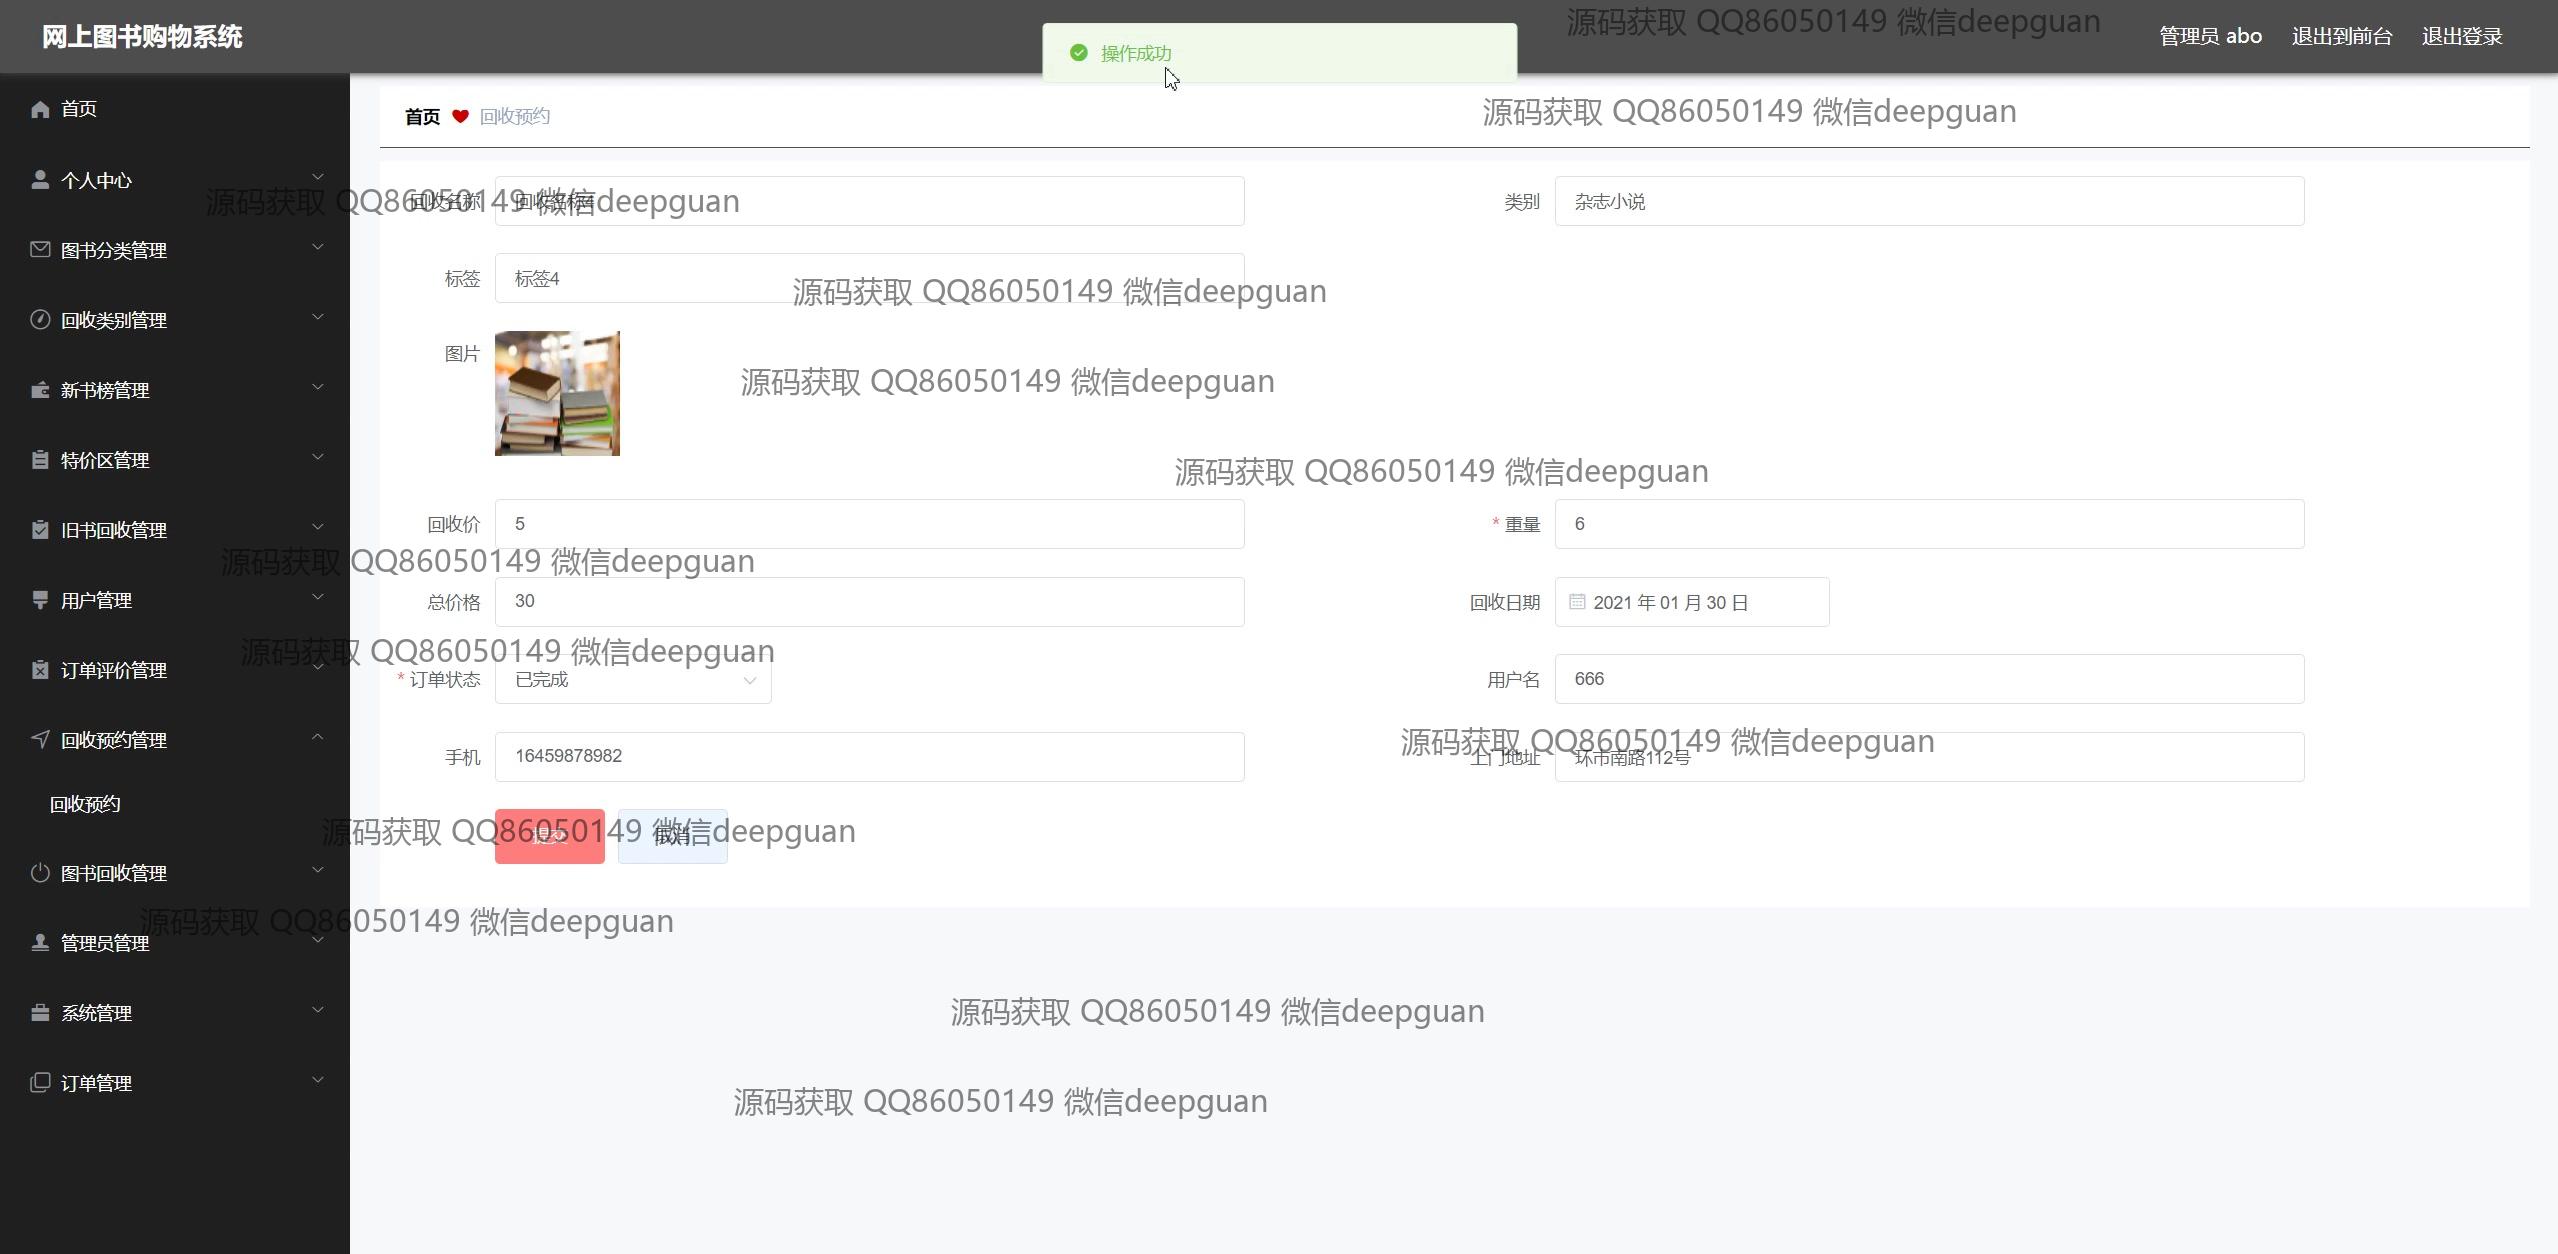 网上图书购物系统
操作成功
源码获取 QQ86050149 微信deepguan
管理员 abo
退出到前台
退出登录
首页
首页 回收预约
源码获取 QQ86050149 微信deepguan
个人中心
源码获取 QQ86050149 微信deepguan
回收名称
类别
杂志小说
图书分类管理
标签
标签4
源码获取 QQ86050149 微信deepguan
回收类别管理
图片
源码获取 QQ86050149 微信deepguan
新书榜管理
特价区管理
源码获取 QQ86050149 微信deepguan
旧书回收管理
回收价
5
* 重量
6
源码获取 QQ86050149 微信deepguan
用户管理
总价格
30
回收日期
2021 年 01 月 30 日
源码获取 QQ86050149 微信deepguan
订单评价管理
* 订单状态
已完成
用户名
666
回收预约管理
手机
16459878982
源码获取 QQ86050149 微信deepguan
上门地址
环市南路112号
回收预约
源码获取 QQ86050149 微信deepguan
提交
取消
图书回收管理
源码获取 QQ86050149 微信deepguan
管理员管理
系统管理
源码获取 QQ86050149 微信deepguan
订单管理
源码获取 QQ86050149 微信deepguan